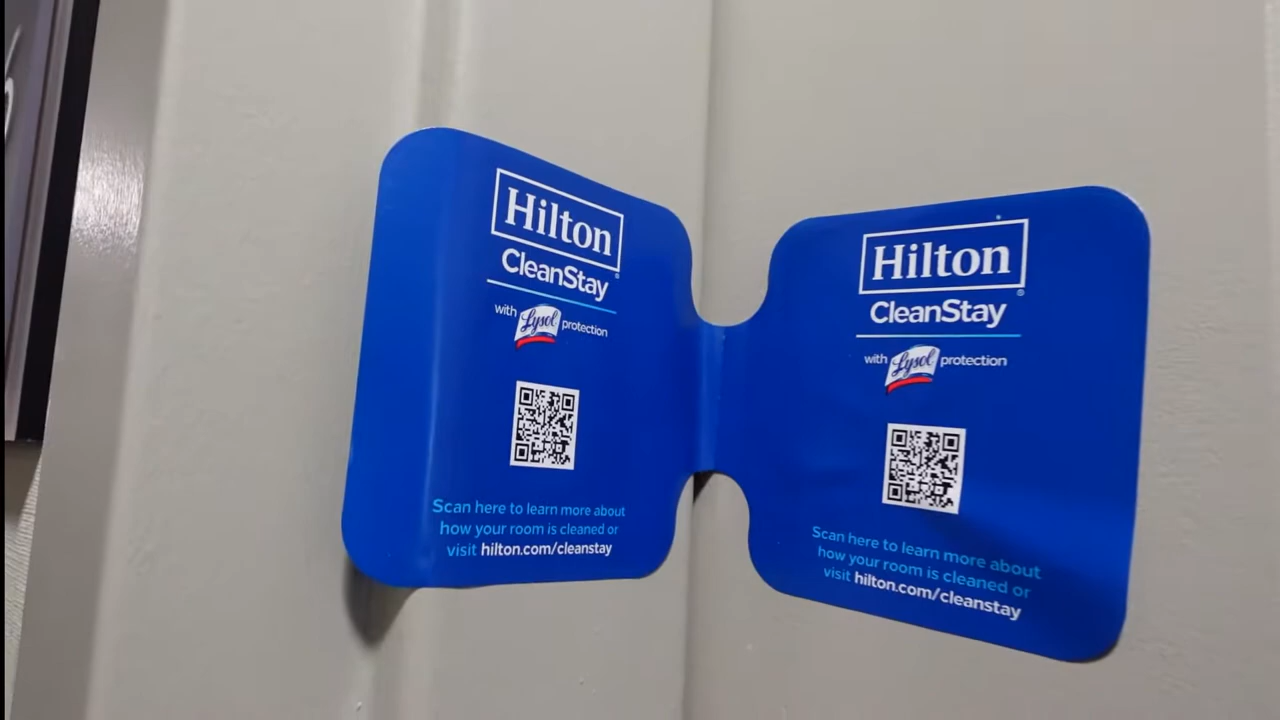 Hilton
CleanStay
with Lysol protection
Scan here to learn more about
how your room is cleaned or
visit hilton.com/cleanstay
Hilton
CleanStay
with Lysol protection
Scan here to learn more about
how your room is cleaned or
visit hilton.com/cleanstay